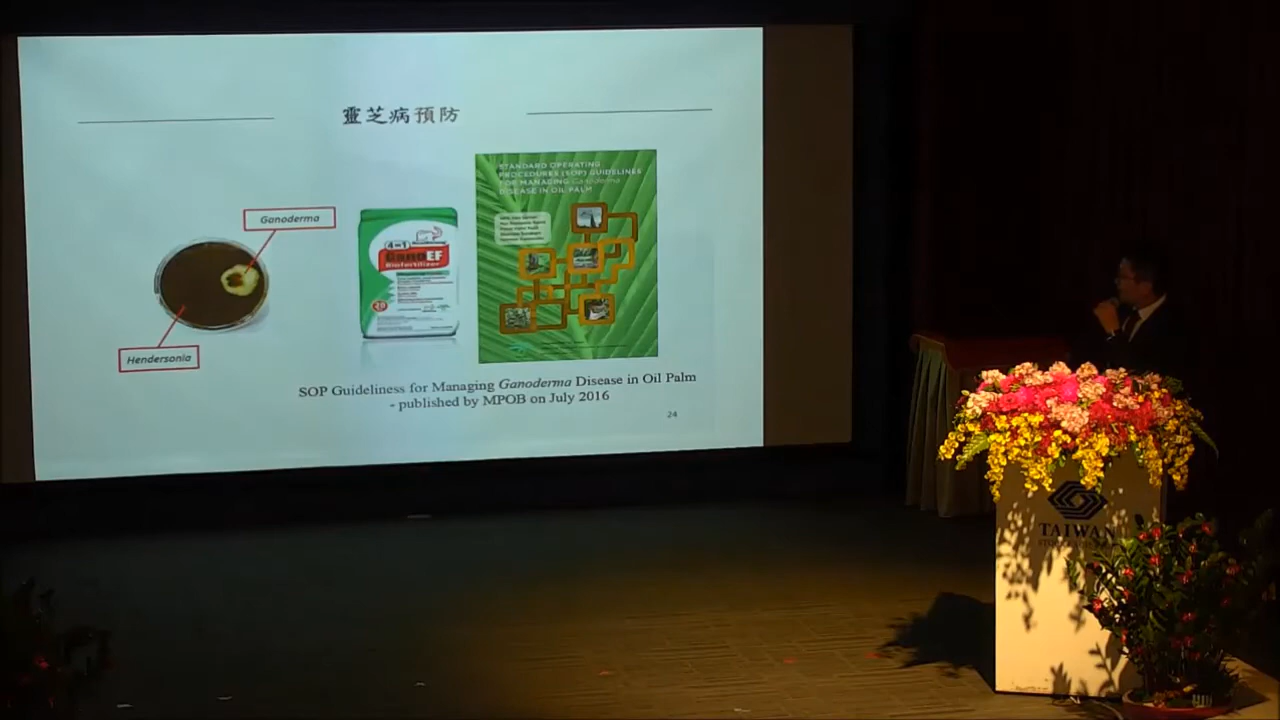 靈芝病預防
Ganoderma
Hendersonia
4 in 1
GanoEF
Biofertilizer
STANDARD OPERATING
PROCEDURES (SOP) GUIDELINES
FOR MANAGING Ganoderma
DISEASE IN OIL PALM
SOP Guideliness for Managing Ganoderma Disease in Oil Palm
- published by MPOB on July 2016
24
TAIWAN